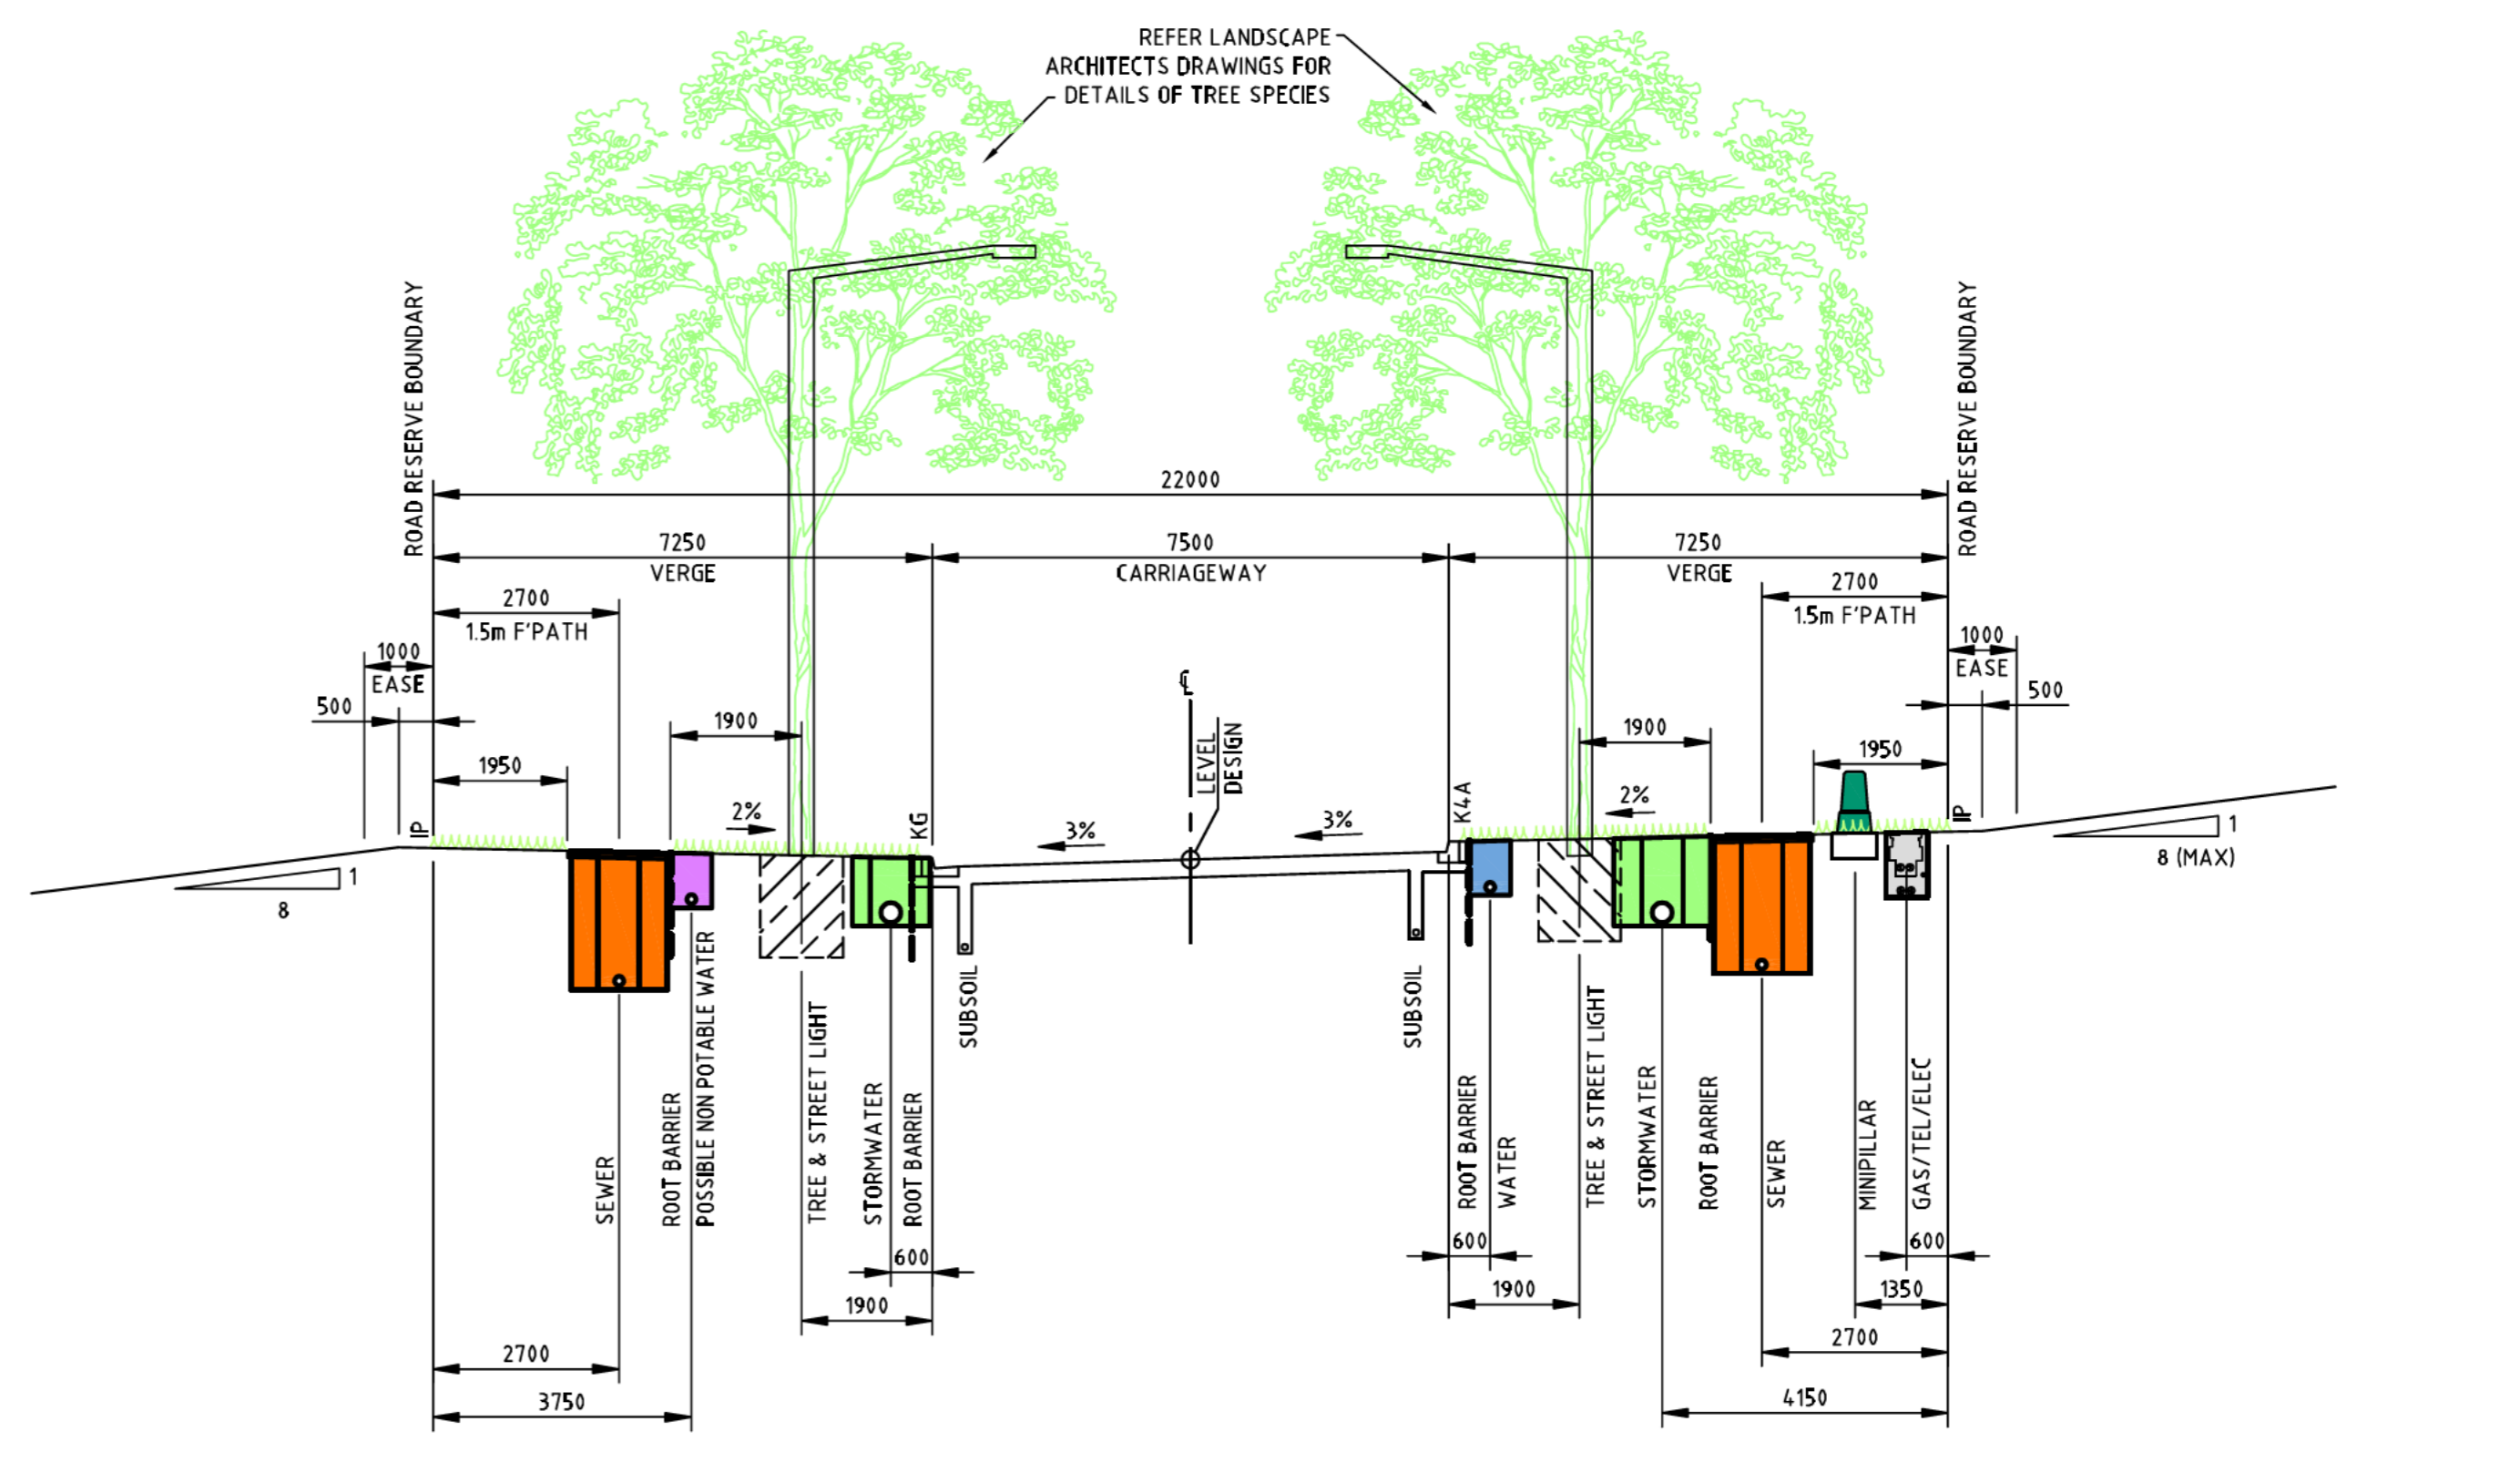 REFER LANDSCAPE
ARCHITECTS DRAWINGS FOR
DETAILS OF TREE SPECIES
ROAD RESERVE BOUNDARY
ROAD RESERVE BOUNDARY
22000
7250
VERGE
7500
CARRIAGEWAY
7250
VERGE
2700
1.5m F'PATH
2700
1.5m F'PATH
1000
EASE
1000
EASE
500
500
1900
1900
1950
1950
℄
LEVEL
DESIGN
IP
2%
KG
3%
3%
K4A
2%
IP
1
8
1
8 (MAX)
SEWER
ROOT BARRIER
POSSIBLE NON POTABLE WATER
TREE & STREET LIGHT
STORMWATER
ROOT BARRIER
SUBSOIL
SUBSOIL
ROOT BARRIER
WATER
TREE & STREET LIGHT
STORMWATER
ROOT BARRIER
SEWER
MINIPILLAR
GAS/TEL/ELEC
600
600
600
1900
1900
1350
2700
2700
3750
4150